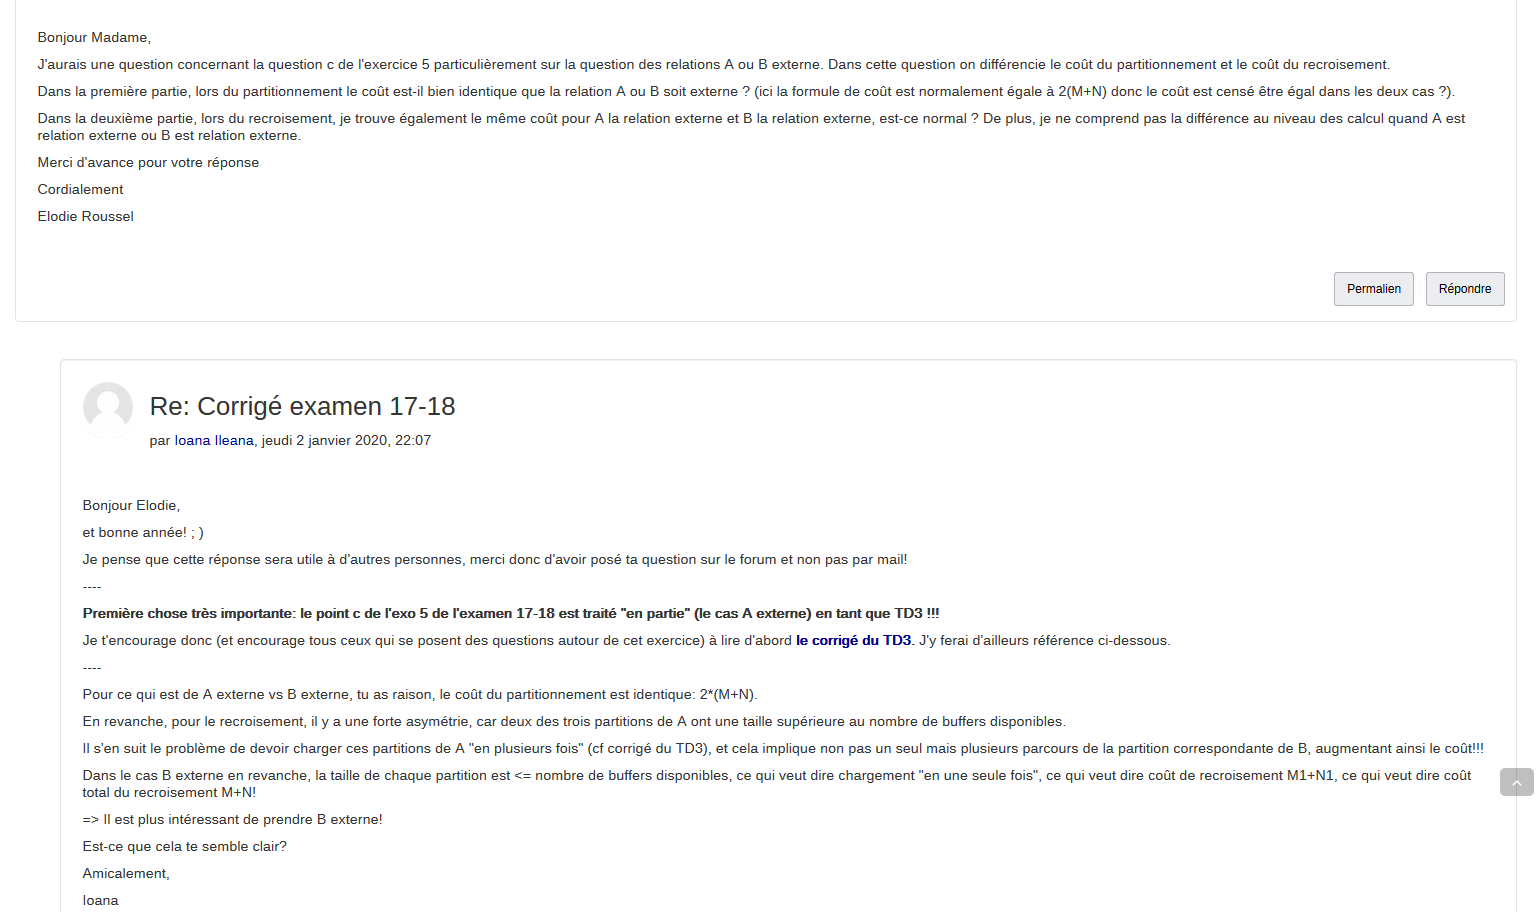 Bonjour Madame,
J'aurais une question concernant la question c de l'exercice 5 particulièrement sur la question des relations A ou B externe. Dans cette question on différencie le coût du partitionnement et le coût du recroisement.
Dans la première partie, lors du partitionnement le coût est-il bien identique que la relation A ou B soit externe ? (ici la formule de coût est normalement égale à 2(M+N) donc le coût est censé être égal dans les deux cas ?).
Dans la deuxième partie, lors du recroisement, je trouve également le même coût pour A la relation externe et B la relation externe, est-ce normal ? De plus, je ne comprend pas la différence au niveau des calcul quand A est
relation externe ou B est relation externe.
Merci d'avance pour votre réponse
Cordialement
Elodie Roussel
Permalien Répondre
Re: Corrigé examen 17-18
par Ioana Ileana, jeudi 2 janvier 2020, 22:07
Bonjour Elodie,
et bonne année! ; )
Je pense que cette réponse sera utile à d'autres personnes, merci donc d'avoir posé ta question sur le forum et non pas par mail!
----
Première chose très importante: le point c de l'exo 5 de l'examen 17-18 est traité "en partie" (le cas A externe) en tant que TD3 !!!
Je t'encourage donc (et encourage tous ceux qui se posent des questions autour de cet exercice) à lire d'abord le corrigé du TD3. J'y ferai d'ailleurs référence ci-dessous.
----
Pour ce qui est de A externe vs B externe, tu as raison, le coût du partitionnement est identique: 2*(M+N).
En revanche, pour le recroisement, il y a une forte asymétrie, car deux des trois partitions de A ont une taille supérieure au nombre de buffers disponibles.
Il s'en suit le problème de devoir charger ces partitions de A "en plusieurs fois" (cf corrigé du TD3), et cela implique non pas un seul mais plusieurs parcours de la partition correspondante de B, augmentant ainsi le coût!!!
Dans le cas B externe en revanche, la taille de chaque partition est <= nombre de buffers disponibles, ce qui veut dire chargement "en une seule fois", ce qui veut dire coût de recroisement M1+N1, ce qui veut dire coût
total du recroisement M+N!
=> Il est plus intéressant de prendre B externe!
Est-ce que cela te semble clair?
Amicalement,
Ioana